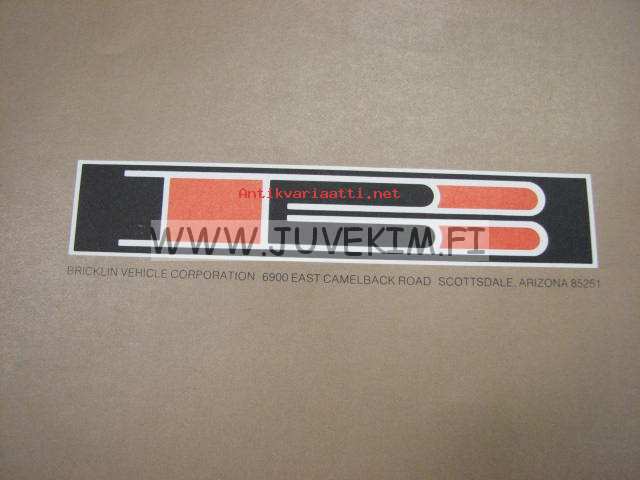 Antikvariaatti.net
WWW.JUVEKIM.FI
BRICKLIN VEHICLE CORPORATION 6900 EAST CAMELBACK ROAD SCOTTSDALE, ARIZONA 85251